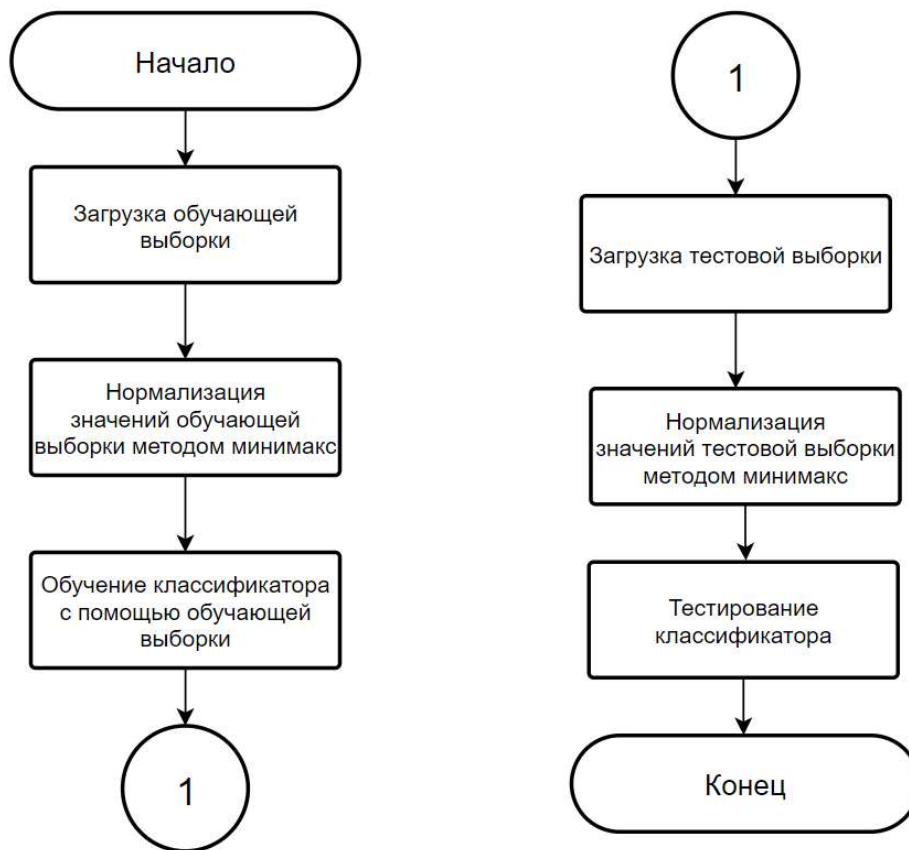 Начало
Загрузка обучающей
выборки
Нормализация
значений обучающей
выборки методом минимакс
Обучение классификатора
с помощью обучающей
выборки
1
1
Загрузка тестовой выборки
Нормализация
значений тестовой выборки
методом минимакс
Тестирование
классификатора
Конец